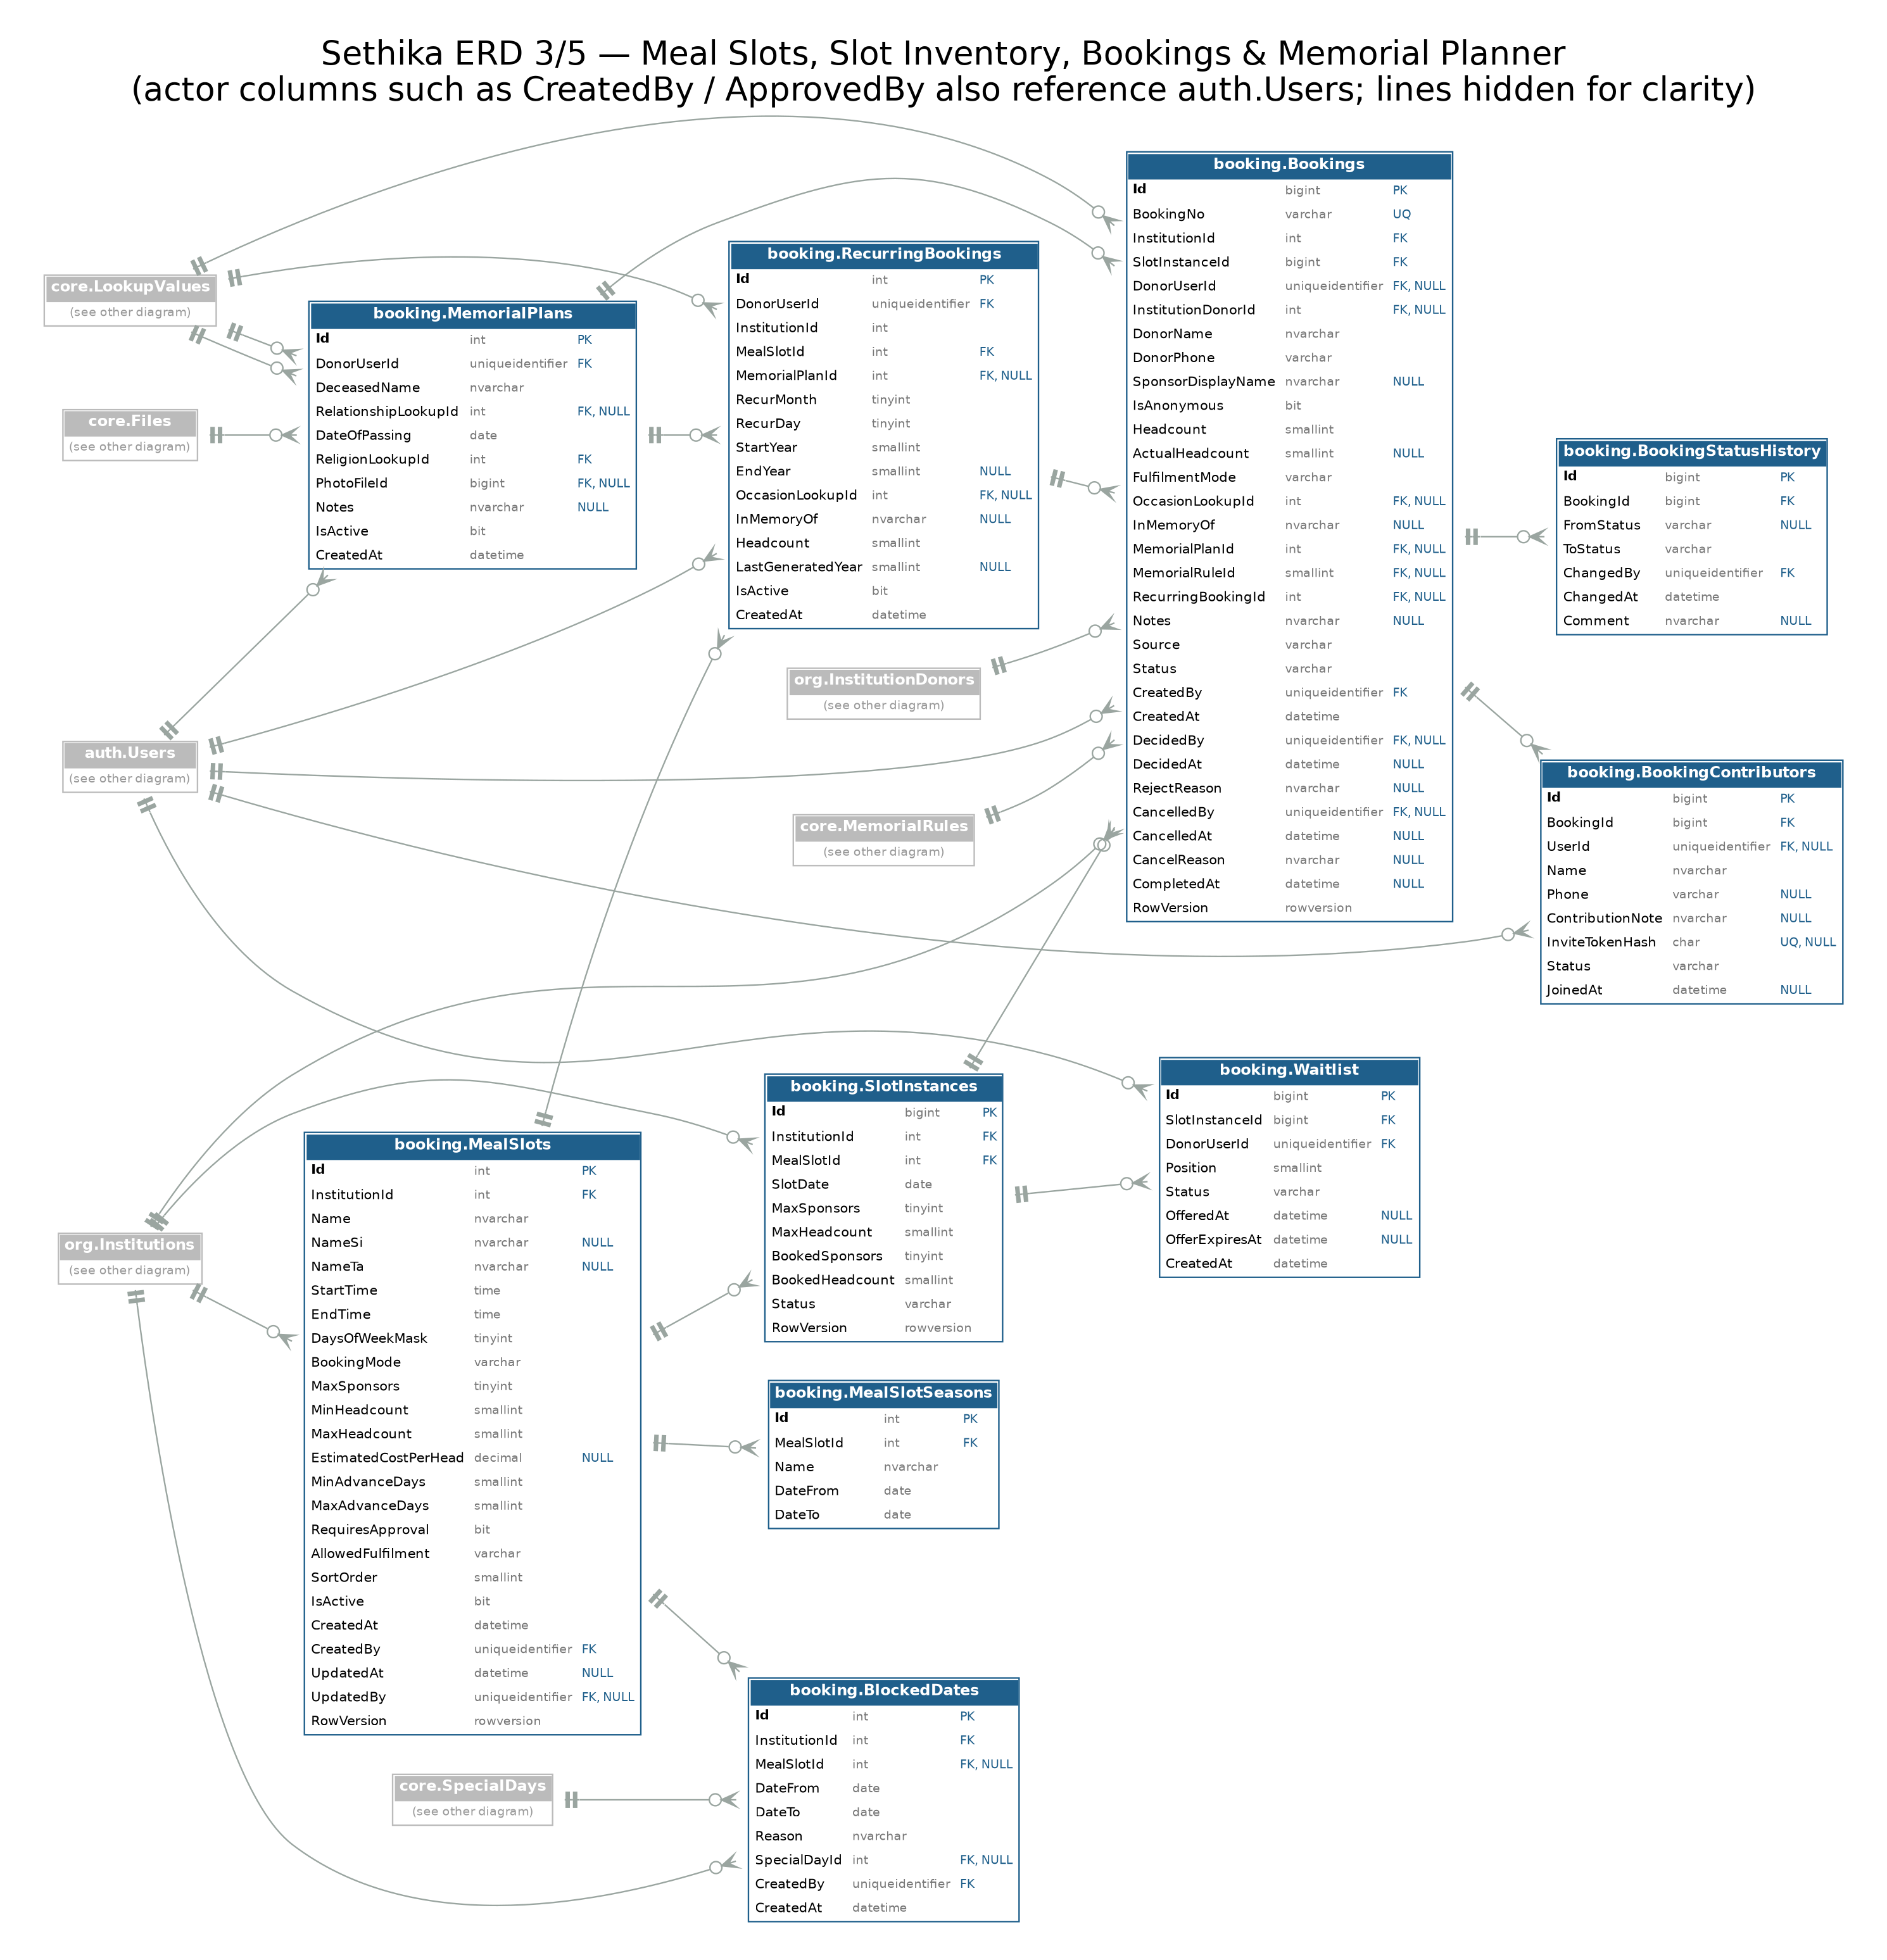 Sethika ERD 3/5 — Meal Slots, Slot Inventory, Bookings & Memorial Planner
(actor columns such as CreatedBy / ApprovedBy also reference auth.Users; lines hidden for clarity)
core.LookupValues
(see other diagram)
core.Files
(see other diagram)
auth.Users
(see other diagram)
org.Institutions
(see other diagram)
booking.MemorialPlans
Id int PK
DonorUserId uniqueidentifier FK
DeceasedName nvarchar
RelationshipLookupId int FK, NULL
DateOfPassing date
ReligionLookupId int FK
PhotoFileId bigint FK, NULL
Notes nvarchar NULL
IsActive bit
CreatedAt datetime
booking.RecurringBookings
Id int PK
DonorUserId uniqueidentifier FK
InstitutionId int
MealSlotId int FK
MemorialPlanId int FK, NULL
RecurMonth tinyint
RecurDay tinyint
StartYear smallint
EndYear smallint NULL
OccasionLookupId int FK, NULL
InMemoryOf nvarchar NULL
Headcount smallint
LastGeneratedYear smallint NULL
IsActive bit
CreatedAt datetime
org.InstitutionDonors
(see other diagram)
core.MemorialRules
(see other diagram)
booking.Bookings
Id bigint PK
BookingNo varchar UQ
InstitutionId int FK
SlotInstanceId bigint FK
DonorUserId uniqueidentifier FK, NULL
InstitutionDonorId int FK, NULL
DonorName nvarchar
DonorPhone varchar
SponsorDisplayName nvarchar NULL
IsAnonymous bit
Headcount smallint
ActualHeadcount smallint NULL
FulfilmentMode varchar
OccasionLookupId int FK, NULL
InMemoryOf nvarchar NULL
MemorialPlanId int FK, NULL
MemorialRuleId smallint FK, NULL
RecurringBookingId int FK, NULL
Notes nvarchar NULL
Source varchar
Status varchar
CreatedBy uniqueidentifier FK
CreatedAt datetime
DecidedBy uniqueidentifier FK, NULL
DecidedAt datetime NULL
RejectReason nvarchar NULL
CancelledBy uniqueidentifier FK, NULL
CancelledAt datetime NULL
CancelReason nvarchar NULL
CompletedAt datetime NULL
RowVersion rowversion
booking.BookingStatusHistory
Id bigint PK
BookingId bigint FK
FromStatus varchar NULL
ToStatus varchar
ChangedBy uniqueidentifier FK
ChangedAt datetime
Comment nvarchar NULL
booking.BookingContributors
Id bigint PK
BookingId bigint FK
UserId uniqueidentifier FK, NULL
Name nvarchar
Phone varchar NULL
ContributionNote nvarchar NULL
InviteTokenHash char UQ, NULL
Status varchar
JoinedAt datetime NULL
booking.MealSlots
Id int PK
InstitutionId int FK
Name nvarchar
NameSi nvarchar NULL
NameTa nvarchar NULL
StartTime time
EndTime time
DaysOfWeekMask tinyint
BookingMode varchar
MaxSponsors tinyint
MinHeadcount smallint
MaxHeadcount smallint
EstimatedCostPerHead decimal NULL
MinAdvanceDays smallint
MaxAdvanceDays smallint
RequiresApproval bit
AllowedFulfilment varchar
SortOrder smallint
IsActive bit
CreatedAt datetime
CreatedBy uniqueidentifier FK
UpdatedAt datetime NULL
UpdatedBy uniqueidentifier FK, NULL
RowVersion rowversion
booking.SlotInstances
Id bigint PK
InstitutionId int FK
MealSlotId int FK
SlotDate date
MaxSponsors tinyint
MaxHeadcount smallint
BookedSponsors tinyint
BookedHeadcount smallint
Status varchar
RowVersion rowversion
booking.Waitlist
Id bigint PK
SlotInstanceId bigint FK
DonorUserId uniqueidentifier FK
Position smallint
Status varchar
OfferedAt datetime NULL
OfferExpiresAt datetime NULL
CreatedAt datetime
booking.MealSlotSeasons
Id int PK
MealSlotId int FK
Name nvarchar
DateFrom date
DateTo date
core.SpecialDays
(see other diagram)
booking.BlockedDates
Id int PK
InstitutionId int FK
MealSlotId int FK, NULL
DateFrom date
DateTo date
Reason nvarchar
SpecialDayId int FK, NULL
CreatedBy uniqueidentifier FK
CreatedAt datetime